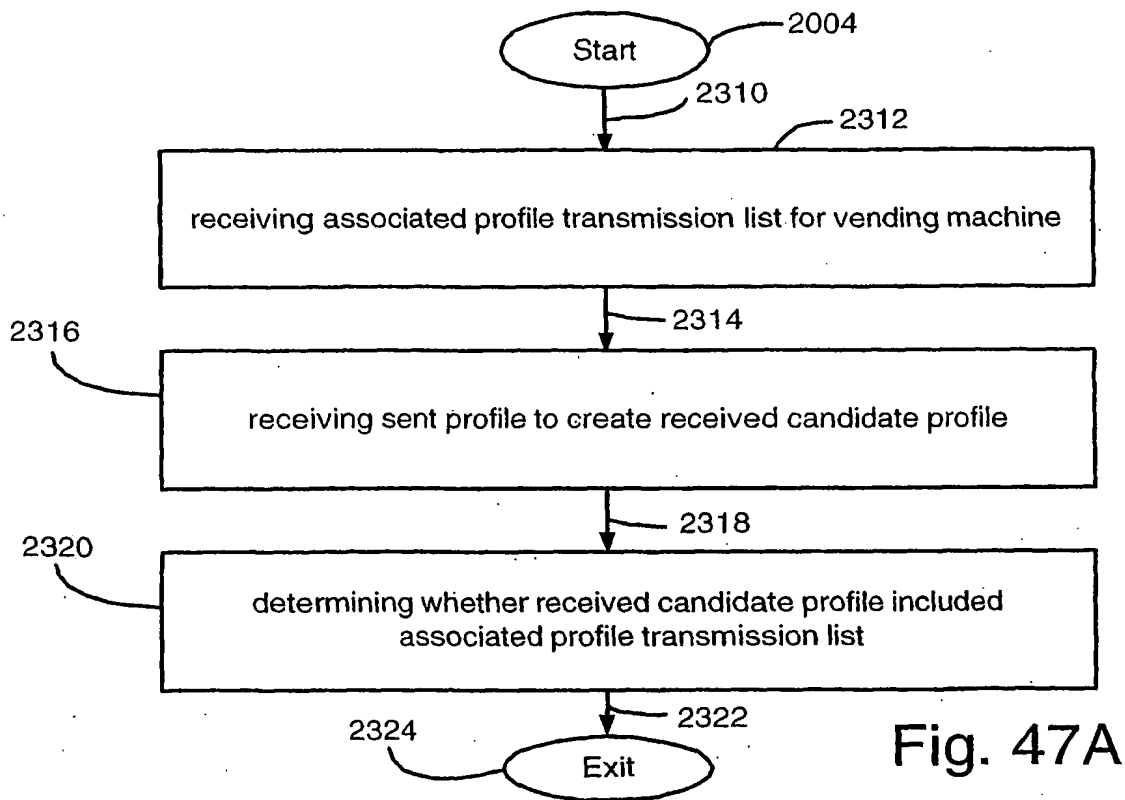 Start
2004
2310
2312
receiving associated profile transmission list for vending machine
2314
2316
receiving sent profile to create received candidate profile
2318
2320
determining whether received candidate profile included
associated profile transmission list
2322
2324
Exit
Fig. 47A